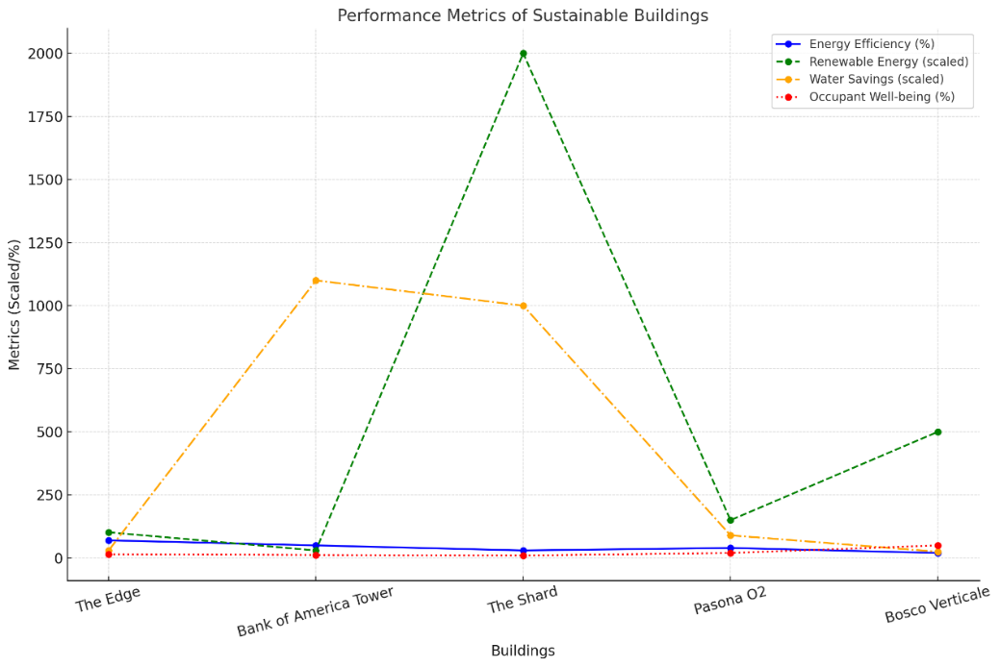 Performance Metrics of Sustainable Buildings
Energy Efficiency (%)
Renewable Energy (scaled)
Water Savings (scaled)
Occupant Well-being (%)
Metrics (Scaled/%)
2000
1750
1500
1250
1000
750
500
250
0
The Edge
Bank of America Tower
The Shard
Pasona O2
Bosco Verticale
Buildings